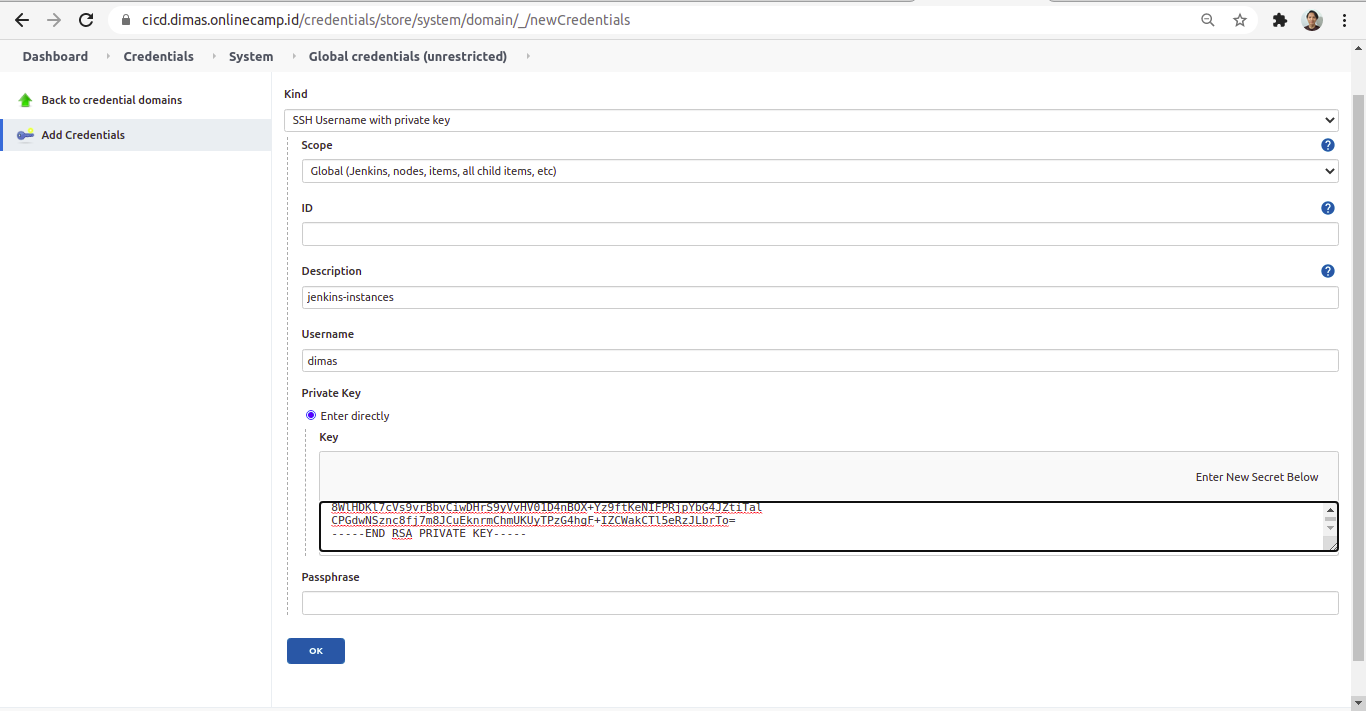 cicd.dimas.onlinecamp.id/credentials/store/system/domain/_/newCredentials
Dashboard
Credentials
System
Global credentials (unrestricted)
Back to credential domains
Add Credentials
Kind
SSH Username with private key
Scope
Global (Jenkins, nodes, items, all child items, etc)
ID
Description
jenkins-instances
Username
dimas
Private Key
Enter directly
Key
Enter New Secret Below
8WlHDKl7cVs9vrBbvCiwDHrS9yVvHV01D4nBOX+Yz9ftKeNIFPRjpYbG4JZtiTal
CPGdwNSznc8fj7m8JCuEknrmChmUKUyTPzG4hgF+IZCWakCTl5eRzJLbrTo=
-----END RSA PRIVATE KEY-----
Passphrase
OK